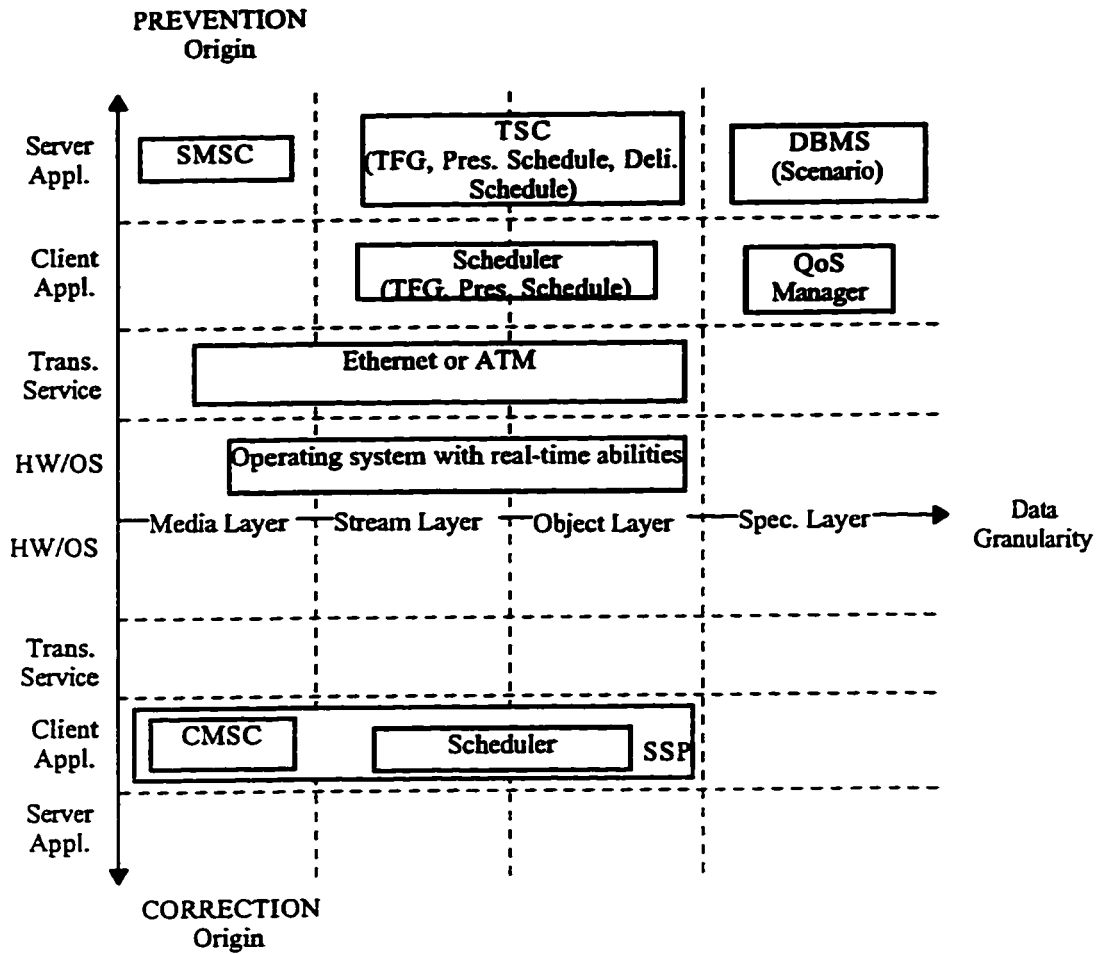 PREVENTION
Origin
Server
Appl.
SMSC
TSC
(TFG, Pres. Schedule, Deli.
Schedule)
DBMS
(Scenario)
Client
Appl.
Scheduler
(TFG, Pres. Schedule)
QoS
Manager
Trans.
Service
Ethernet or ATM
HW/OS
Operating system with real-time abilities
Media Layer
Stream Layer
Object Layer
Spec. Layer
Data
Granularity
HW/OS
Trans.
Service
Client
Appl.
CMSC
Scheduler
SSP
Server
Appl.
CORRECTION
Origin